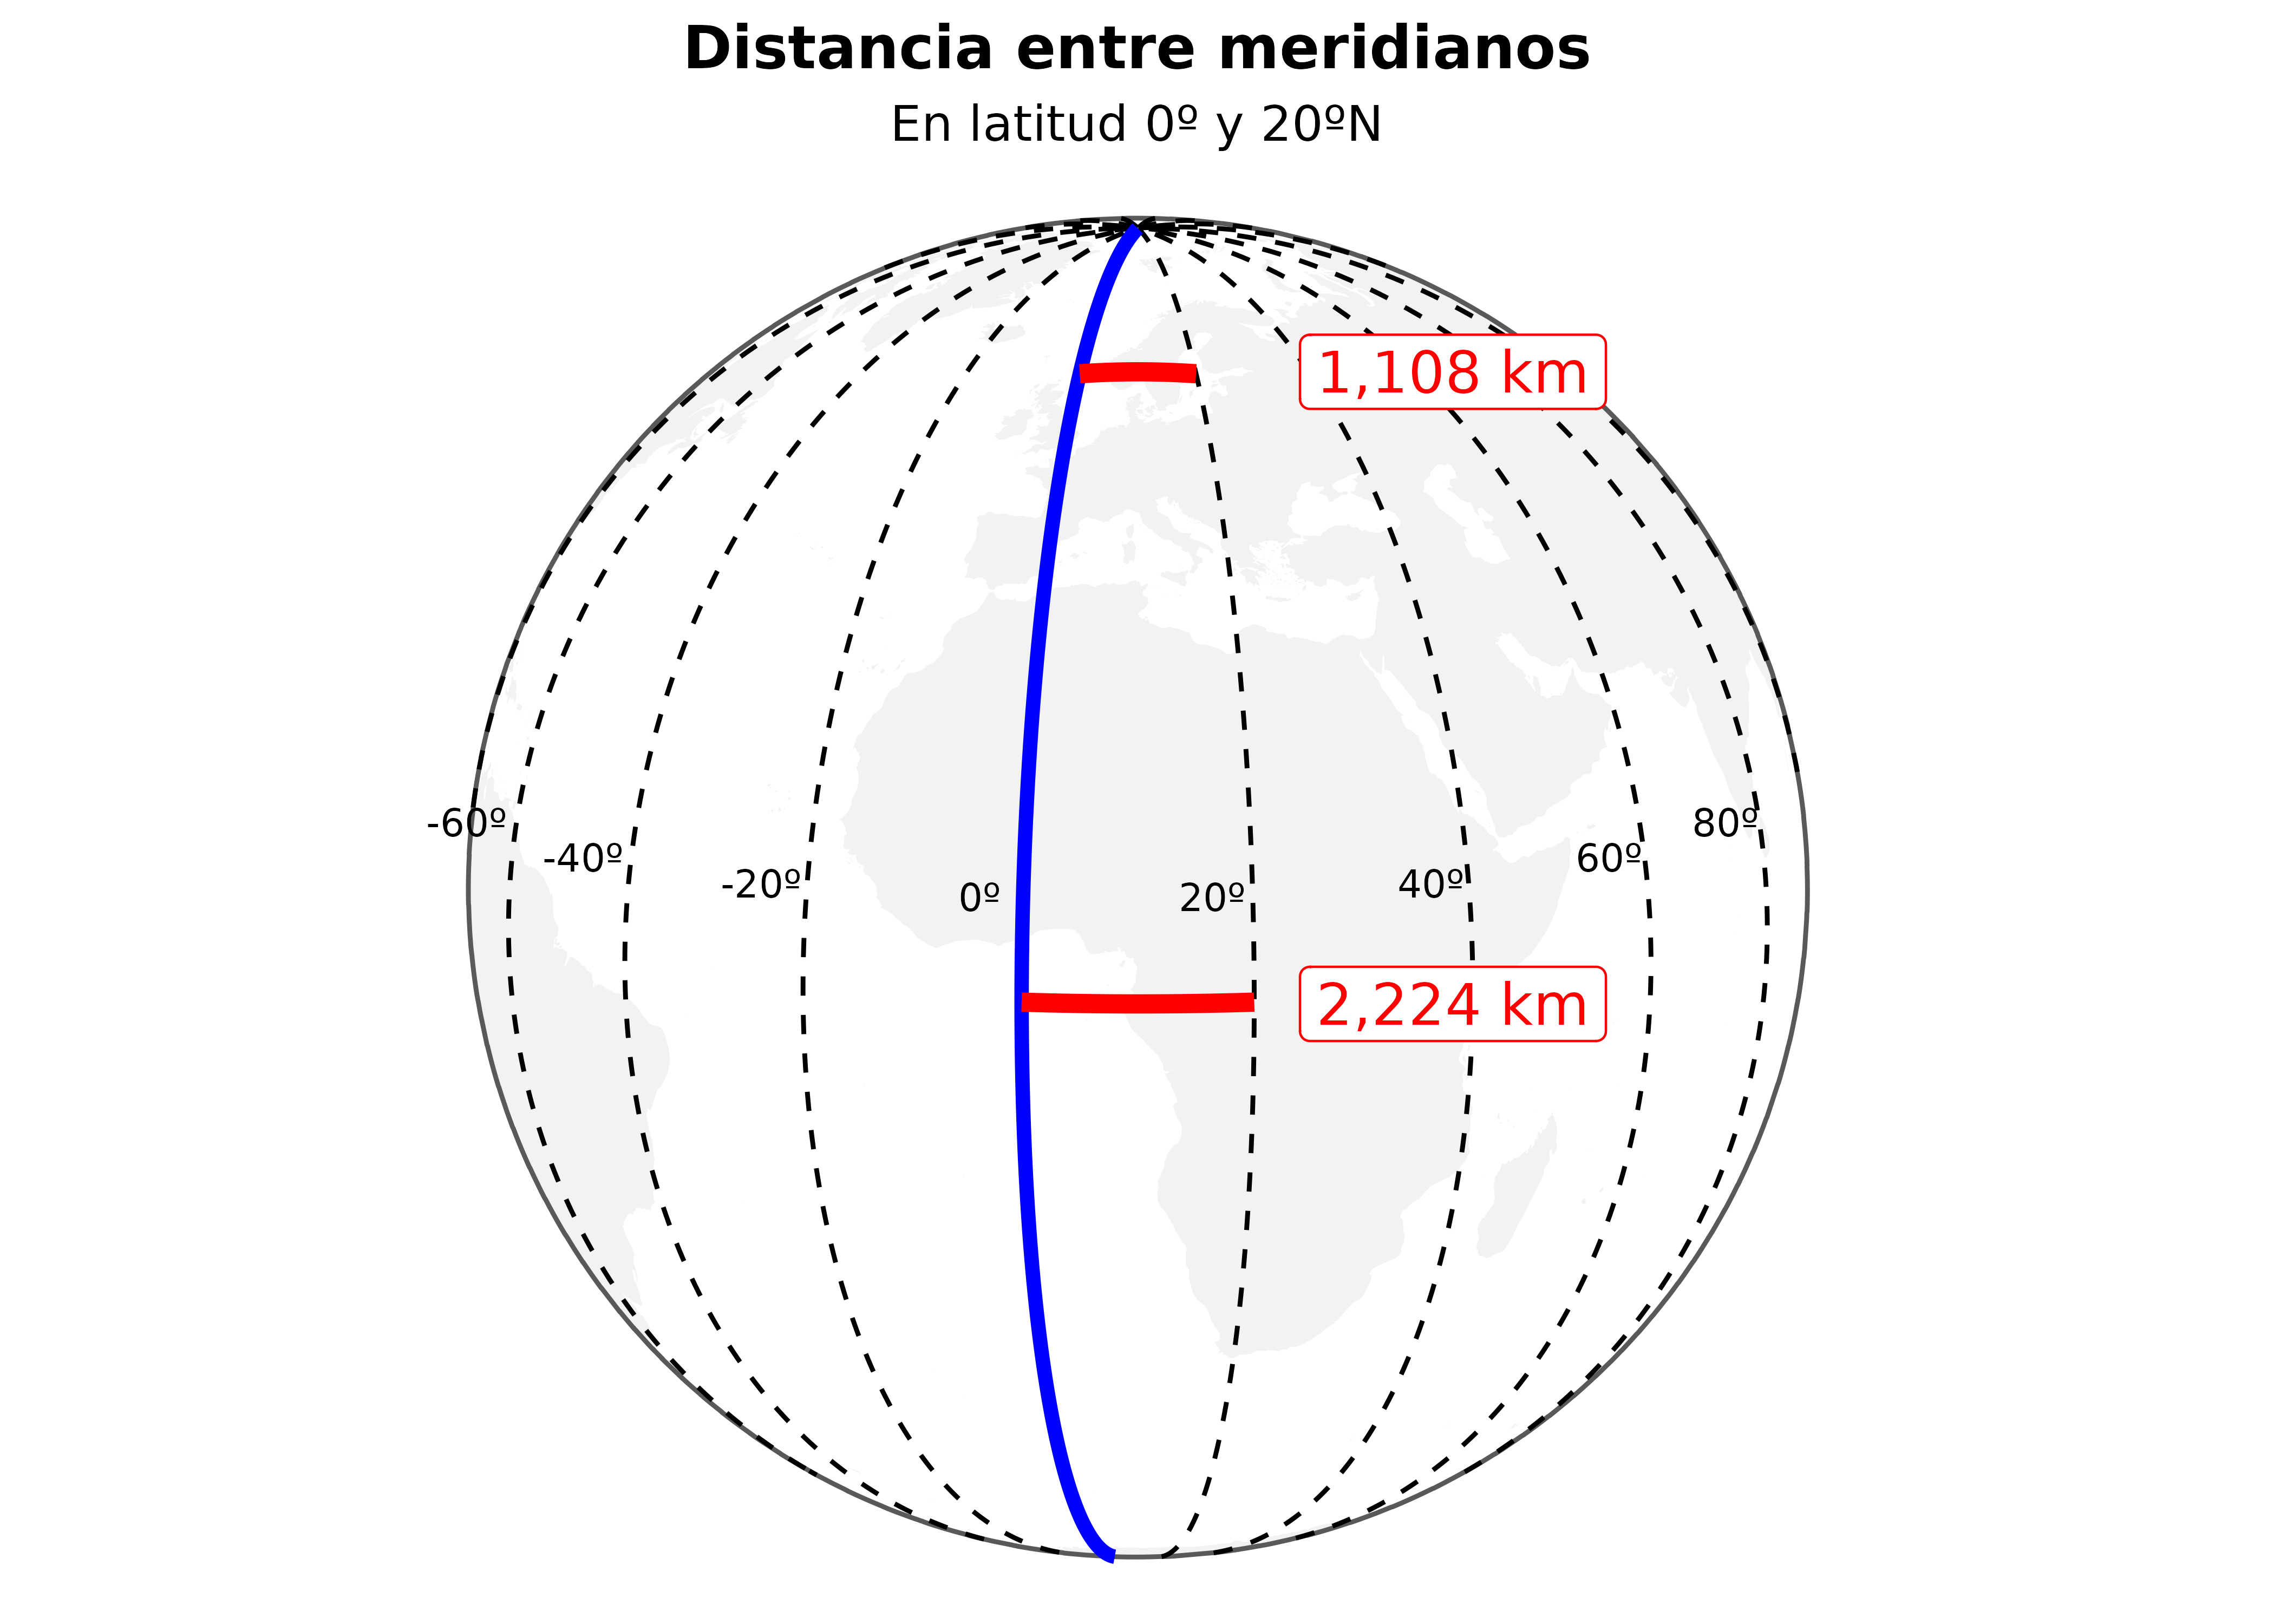 Distancia entre meridianos
En latitud 0º y 20ºN
1,108 km
-60º
80º
-40º
60º
-20º
40º
0º
20º
2,224 km